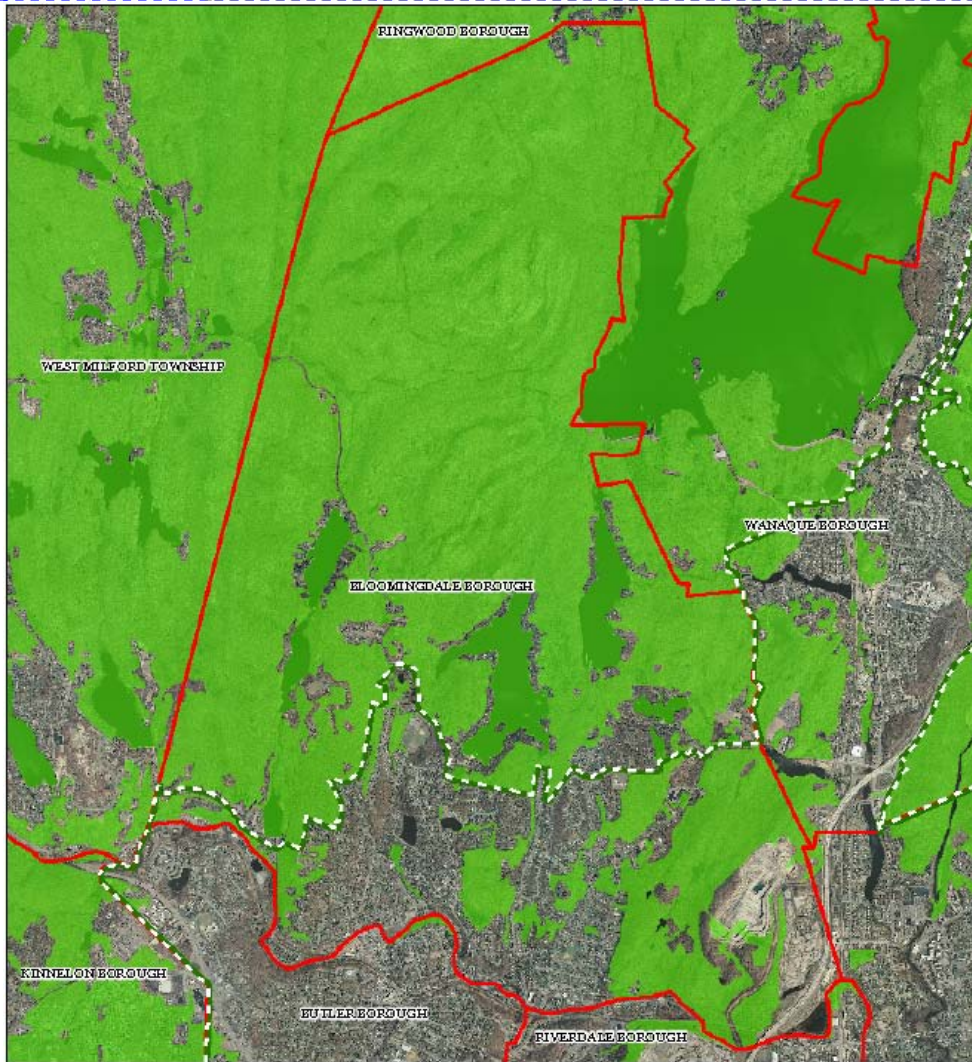 RINGWOOD BOROUGH
WEST MILFORD TOWNSHIP
WANAQUE BOROUGH
BLOOMINGDALE BOROUGH
KINNELON BOROUGH
BUTLER BOROUGH
RIVERDALE BOROUGH